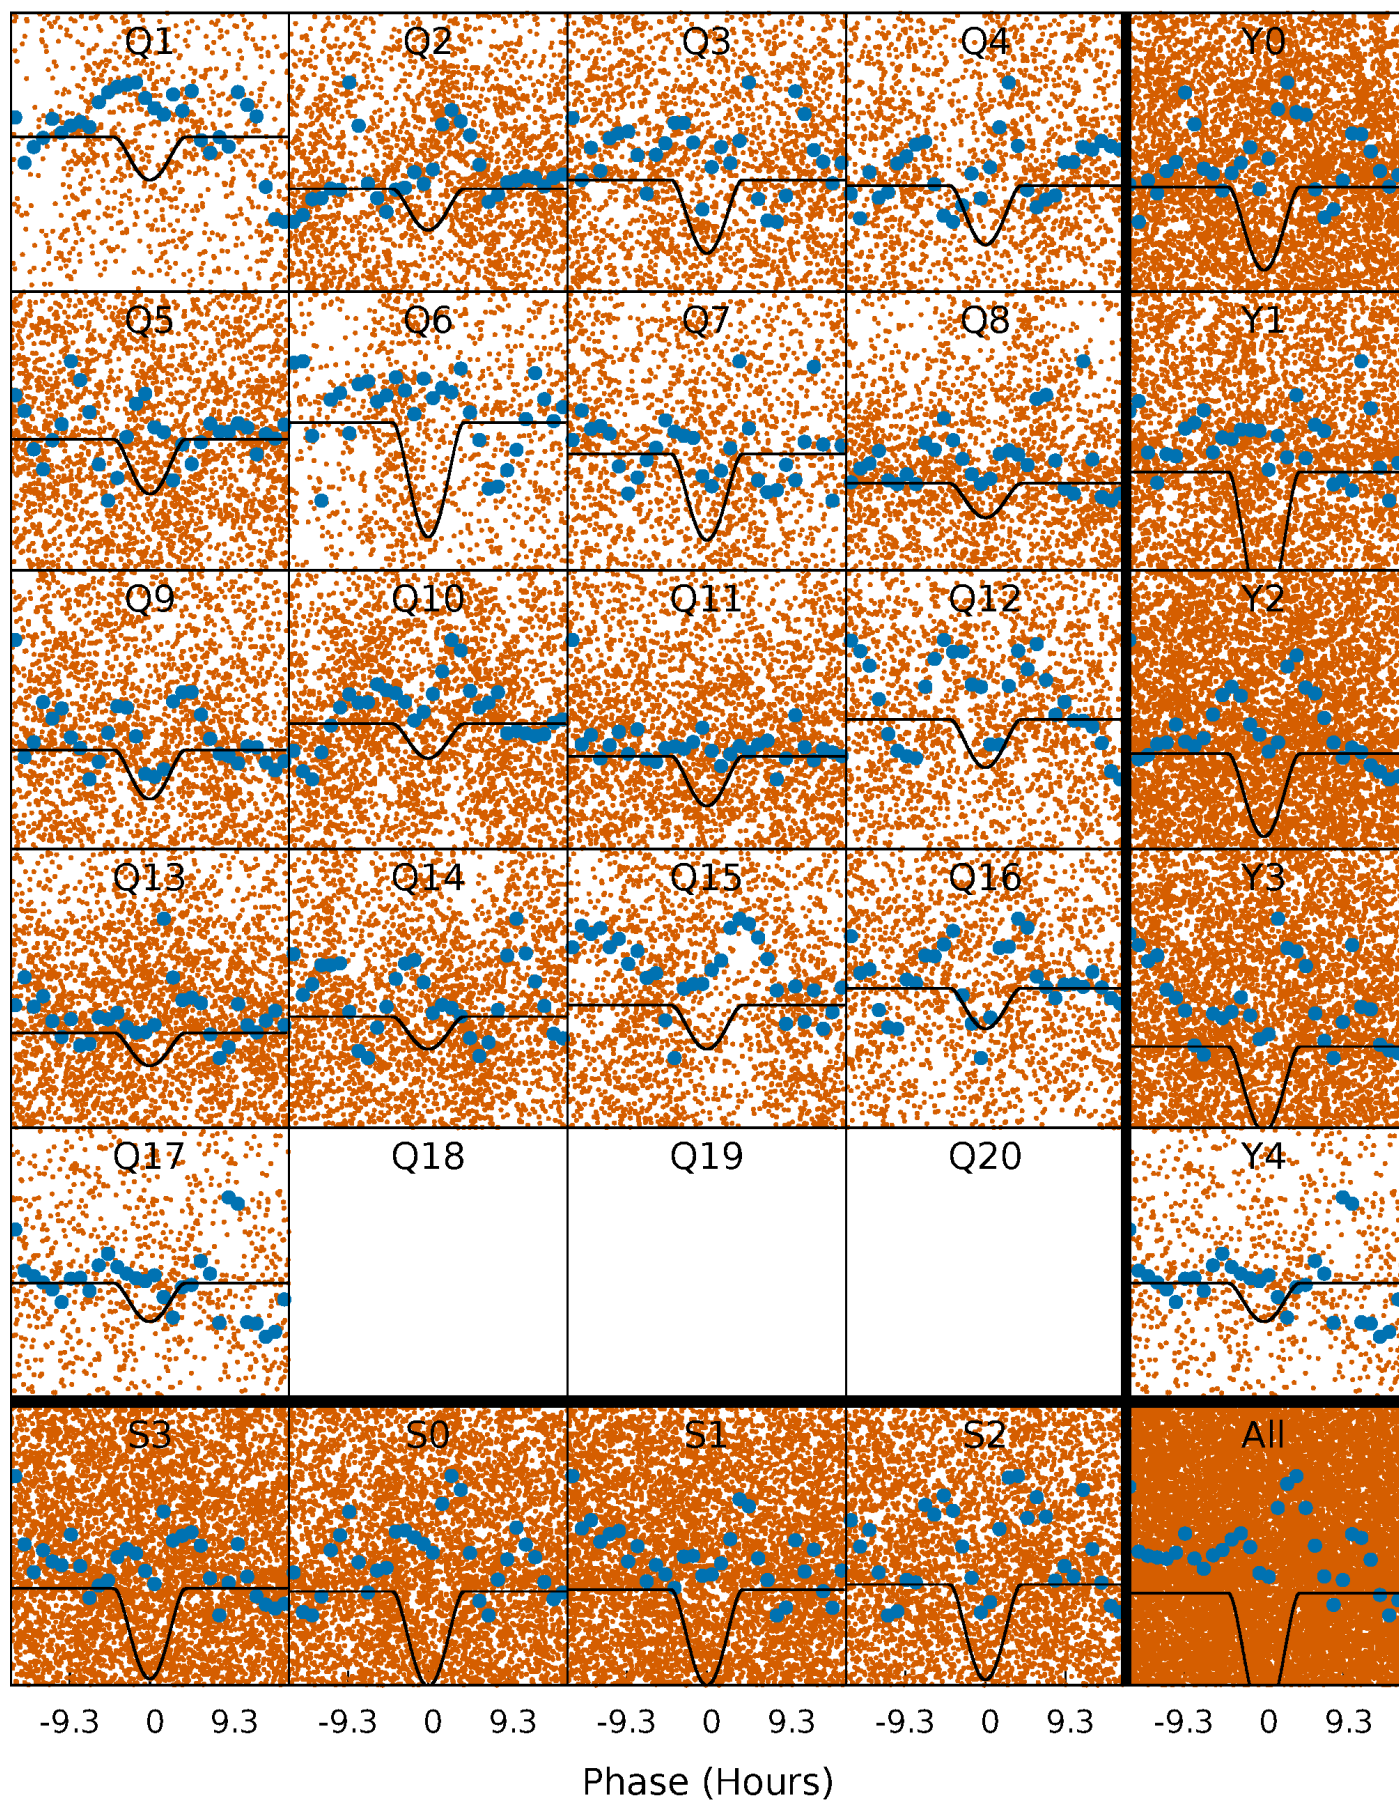 Q1 Q2 Q3 Q4 Y0
Q5 Q6 Q7 Q8 Y1
Q9 Q10 Q11 Q12 Y2
Q13 Q14 Q15 Q16 Y3
Q17 Q18 Q19 Q20 Y4
S3 S0 S1 S2 All
-9.3 0 9.3 -9.3 0 9.3 -9.3 0 9.3 -9.3 0 9.3 -9.3 0 9.3
Phase (Hours)